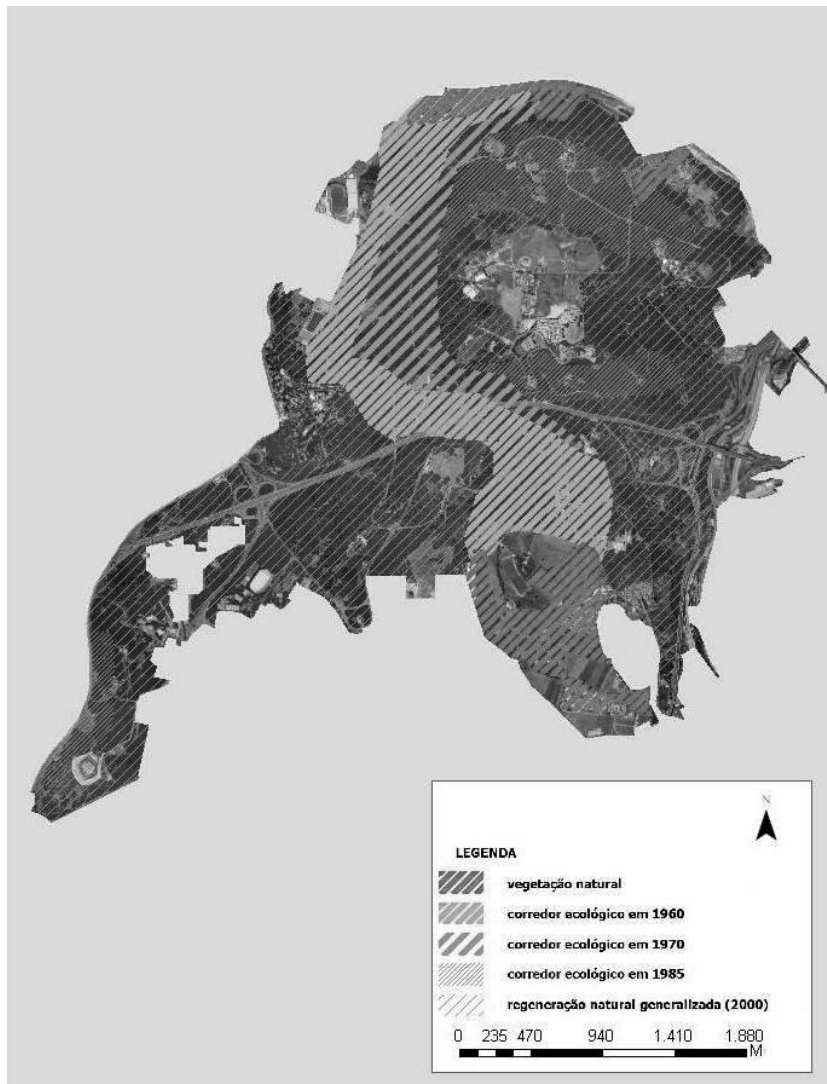 N
LEGENDA
vegetação natural
corredor ecológico em 1960
corredor ecológico em 1970
corredor ecológico em 1985
regeneração natural generalizada (2000)
0 235 470 940 1.410 1.880
M